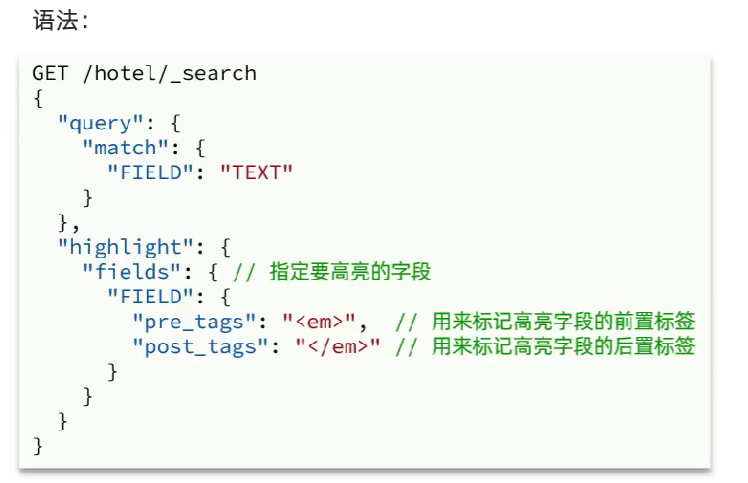 语法：
GET /hotel/_search
{
  "query": {
    "match": {
      "FIELD": "TEXT"
    }
  },
  "highlight": {
    "fields": { // 指定要高亮的字段
      "FIELD": {
        "pre_tags": "<em>",  // 用来标记高亮字段的前置标签
        "post_tags": "</em>" // 用来标记高亮字段的后置标签
      }
    }
  }
}